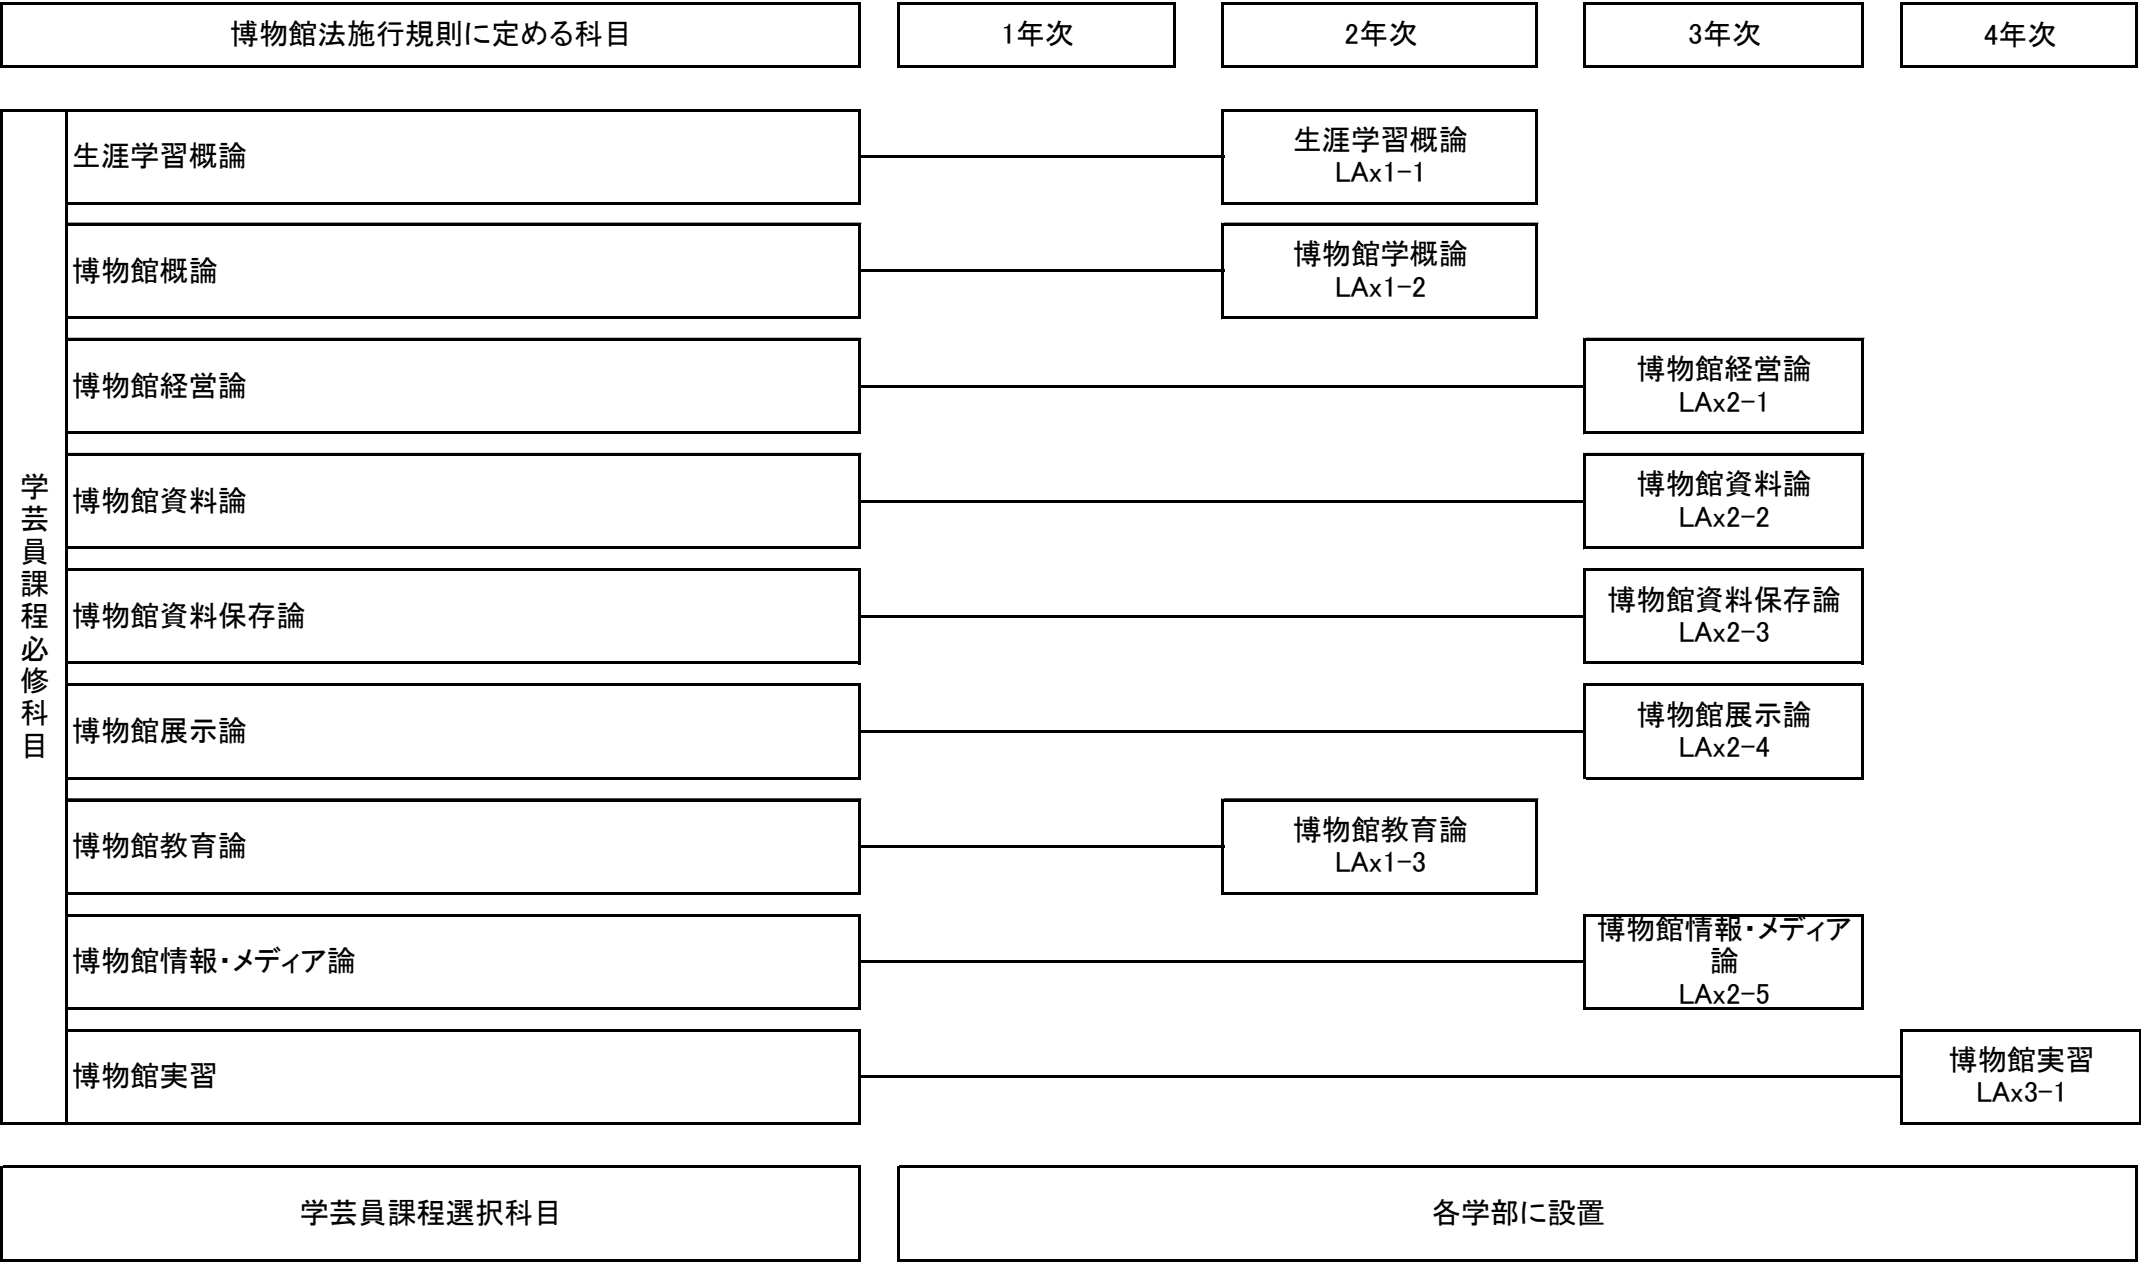 博物館法施行規則に定める科目
1年次
2年次
3年次
4年次
学芸員課程必修科目
生涯学習概論
生涯学習概論
LAx1-1
博物館概論
博物館学概論
LAx1-2
博物館経営論
博物館経営論
LAx2-1
博物館資料論
博物館資料論
LAx2-2
博物館資料保存論
博物館資料保存論
LAx2-3
博物館展示論
博物館展示論
LAx2-4
博物館教育論
博物館教育論
LAx1-3
博物館情報・メディア論
博物館情報・メディア
論
LAx2-5
博物館実習
博物館実習
LAx3-1
学芸員課程選択科目
各学部に設置